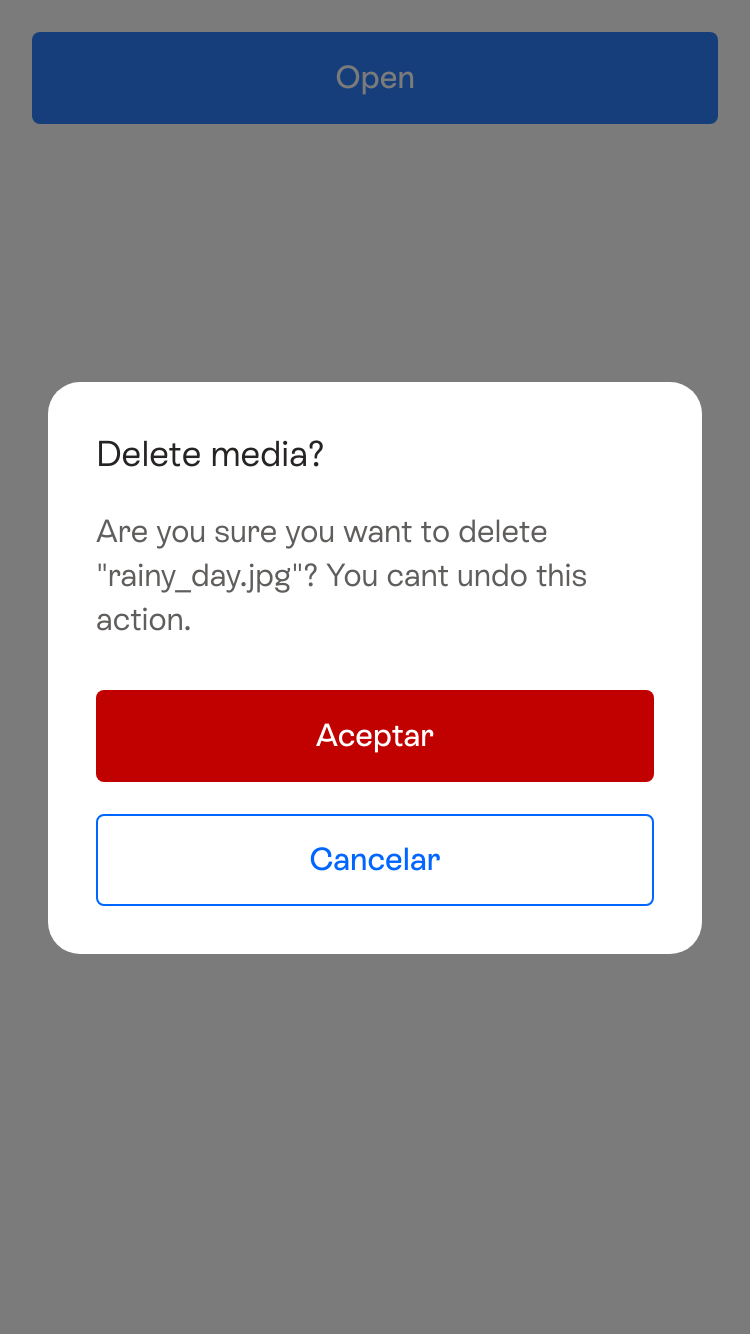 Open
Delete media?
Are you sure you want to delete
"rainy_day.jpg"? You cant undo this
action.
Aceptar
Cancelar